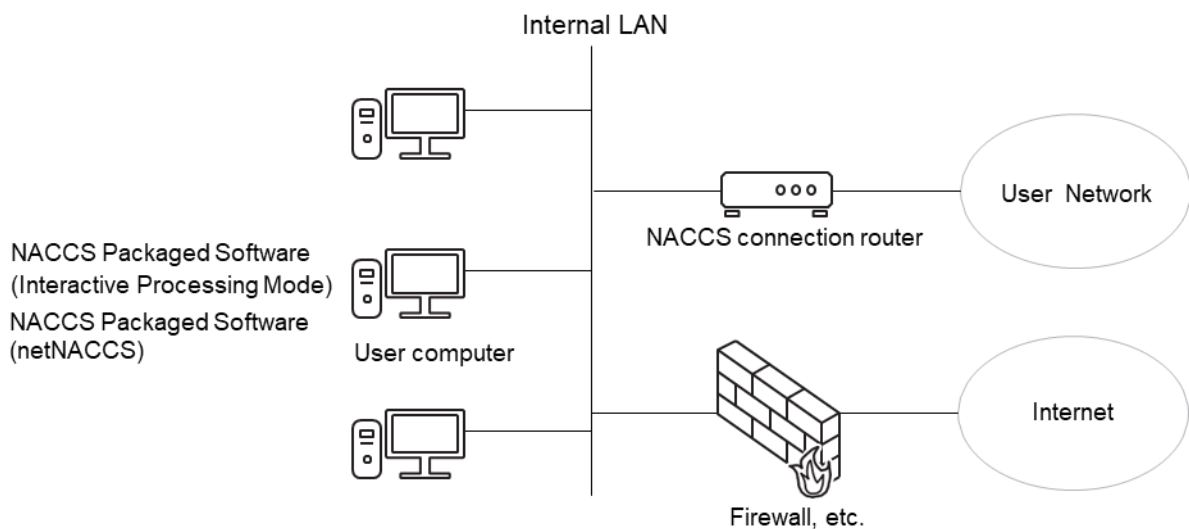 Internal LAN
User Network
NACCS connection router
NACCS Packaged Software
(Interactive Processing Mode)
NACCS Packaged Software
(netNACCS)
User computer
Internet
Firewall, etc.